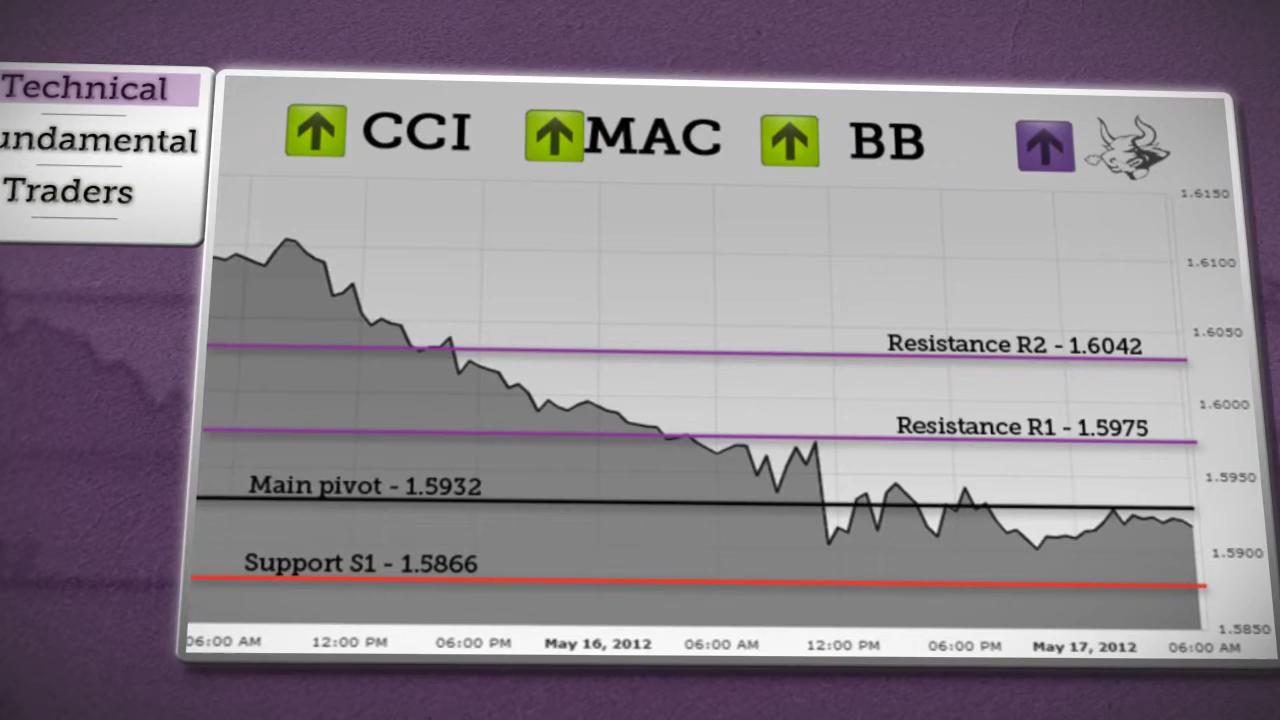 Technical
undamental
Traders
CCI MAC BB
1.6150
1.6100
1.6050
Resistance R2 - 1.6042
1.6000
Resistance R1 - 1.5975
1.5950
Main pivot - 1.5932
1.5900
Support S1 - 1.5866
1.5850
06:00 AM 12:00 PM 06:00 PM May 16, 2012 06:00 AM 12:00 PM 06:00 PM May 17, 2012 06:00 AM